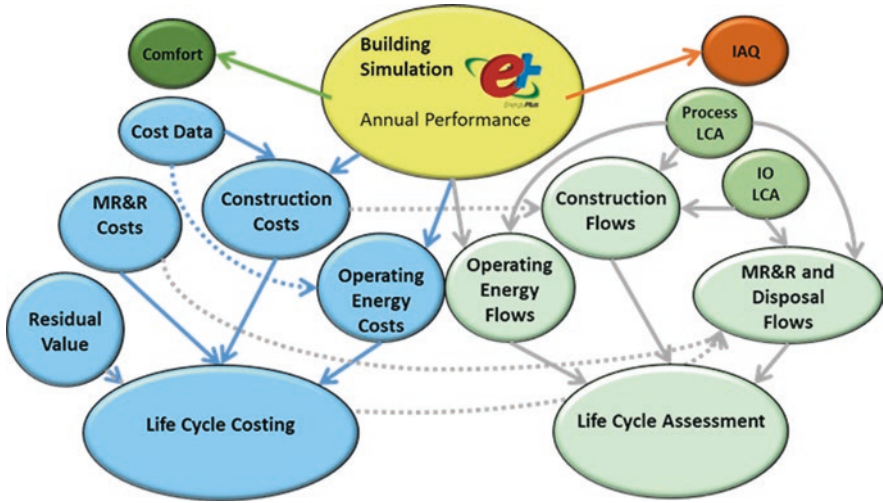 Comfort
Building
Simulation
e+
EnergyPlus
Annual Performance
IAQ
Cost Data
Process
LCA
MR&R
Costs
Construction
Costs
Construction
Flows
IO
LCA
Residual
Value
Operating
Energy
Costs
Operating
Energy
Flows
MR&R and
Disposal
Flows
Life Cycle Costing
Life Cycle Assessment